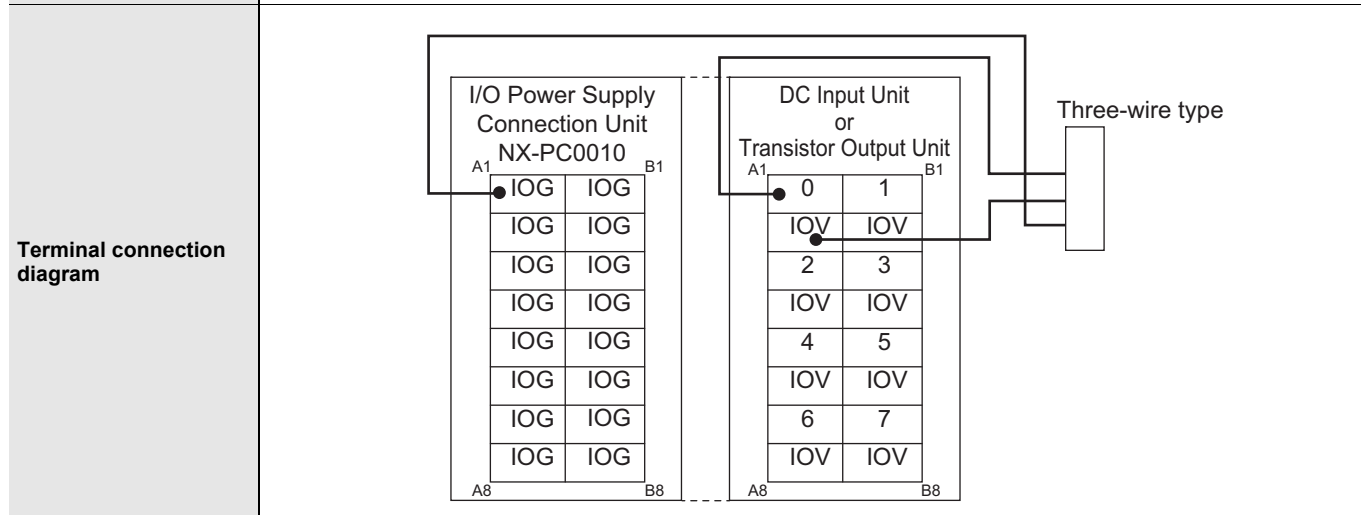 Terminal connection
diagram
I/O Power Supply
Connection Unit
NX-PC0010
A1 B1
IOG IOG
IOG IOG
IOG IOG
IOG IOG
IOG IOG
IOG IOG
IOG IOG
IOG IOG
A8 B8
DC Input Unit
or
Transistor Output Unit
A1 B1
0 1
IOV IOV
2 3
IOV IOV
4 5
IOV IOV
6 7
IOV IOV
A8 B8
Three-wire type